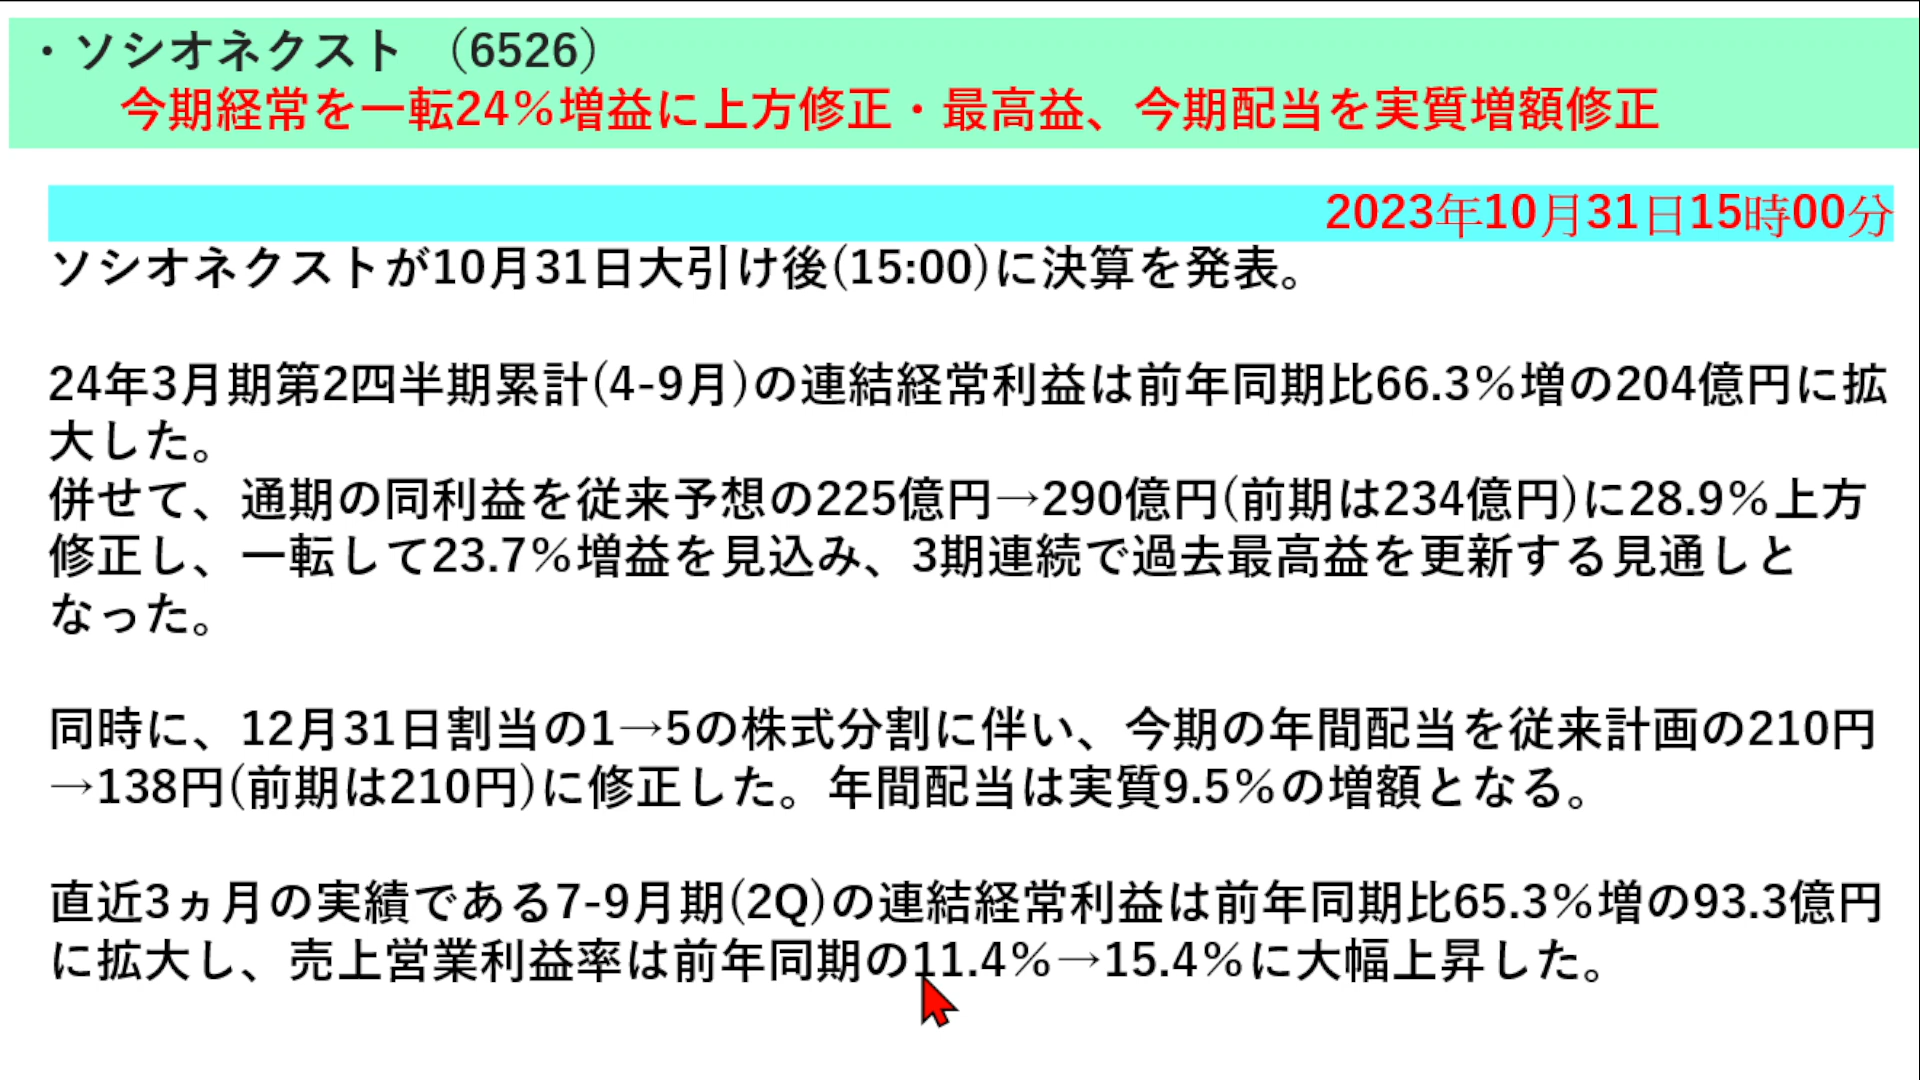 ・ソシオネクスト （6526）
今期経常を一転24％増益に上方修正・最高益、今期配当を実質増額修正
2023年10月31日15時00分
ソシオネクストが10月31日大引け後(15:00)に決算を発表。
24年3月期第2四半期累計(4-9月)の連結経常利益は前年同期比66.3％増の204億円に拡
大した。
併せて、通期の同利益を従来予想の225億円→290億円(前期は234億円)に28.9％上方
修正し、一転して23.7％増益を見込み、3期連続で過去最高益を更新する見通しと
なった。
同時に、12月31日割当の1→5の株式分割に伴い、今期の年間配当を従来計画の210円
→138円(前期は210円)に修正した。年間配当は実質9.5％の増額となる。
直近3ヵ月の実績である7-9月期(2Q)の連結経常利益は前年同期比65.3％増の93.3億円
に拡大し、売上営業利益率は前年同期の11.4％→15.4％に大幅上昇した。